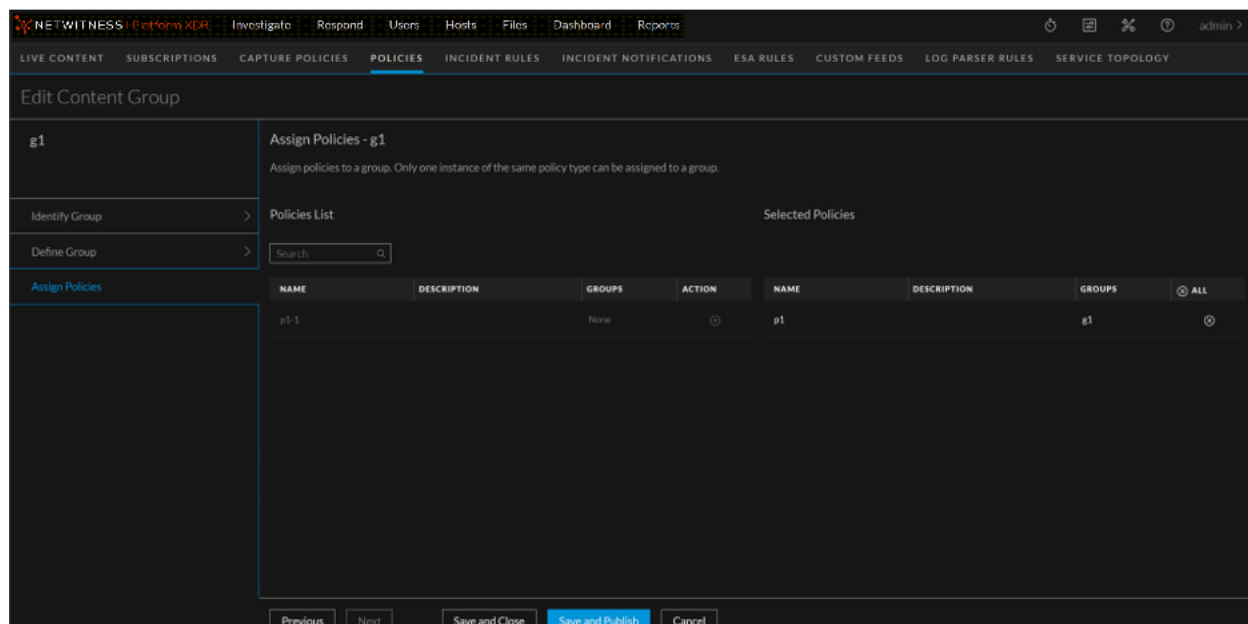 NETWITNESS Platform XDR Investigate Respond Users Hosts Files Dashboard Reports admin >
LIVE CONTENT SUBSCRIPTIONS CAPTURE POLICIES POLICIES INCIDENT RULES INCIDENT NOTIFICATIONS ESA RULES CUSTOM FEEDS LOG PARSER RULES SERVICE TOPOLOGY
Edit Content Group
g1
Identify Group
Define Group
Assign Policies
Assign Policies - g1
Assign policies to a group. Only one instance of the same policy type can be assigned to a group.
Policies List
Search
NAME DESCRIPTION GROUPS ACTION
p1-1 None
Selected Policies
NAME DESCRIPTION GROUPS ALL
p1 g1
Previous Next Save and Close Save and Publish Cancel